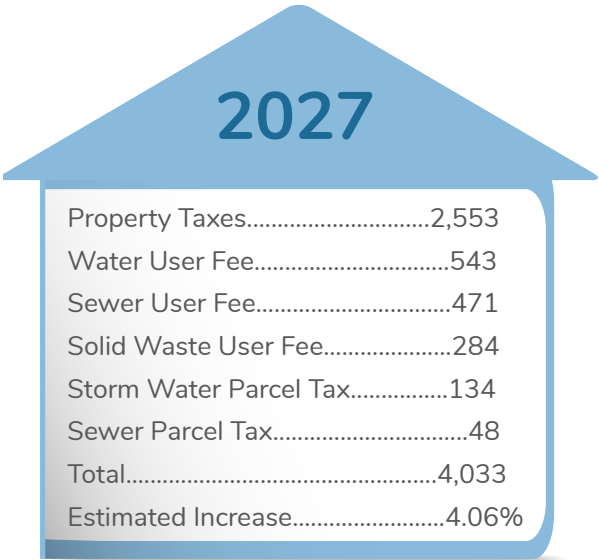 2027
Property Taxes..............................2,553
Water User Fee................................543
Sewer User Fee................................471
Solid Waste User Fee.....................284
Storm Water Parcel Tax................134
Sewer Parcel Tax................................48
Total...................................................4,033
Estimated Increase.........................4.06%